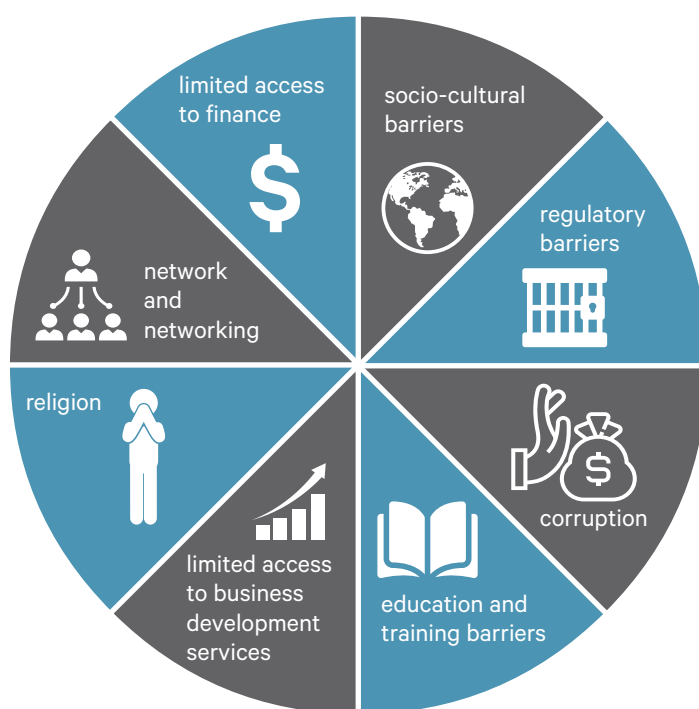 limited access
to finance
$
socio-cultural
barriers
regulatory
barriers
$
corruption
education and
training barriers
limited access
to business
development
services
religion
network
and
networking